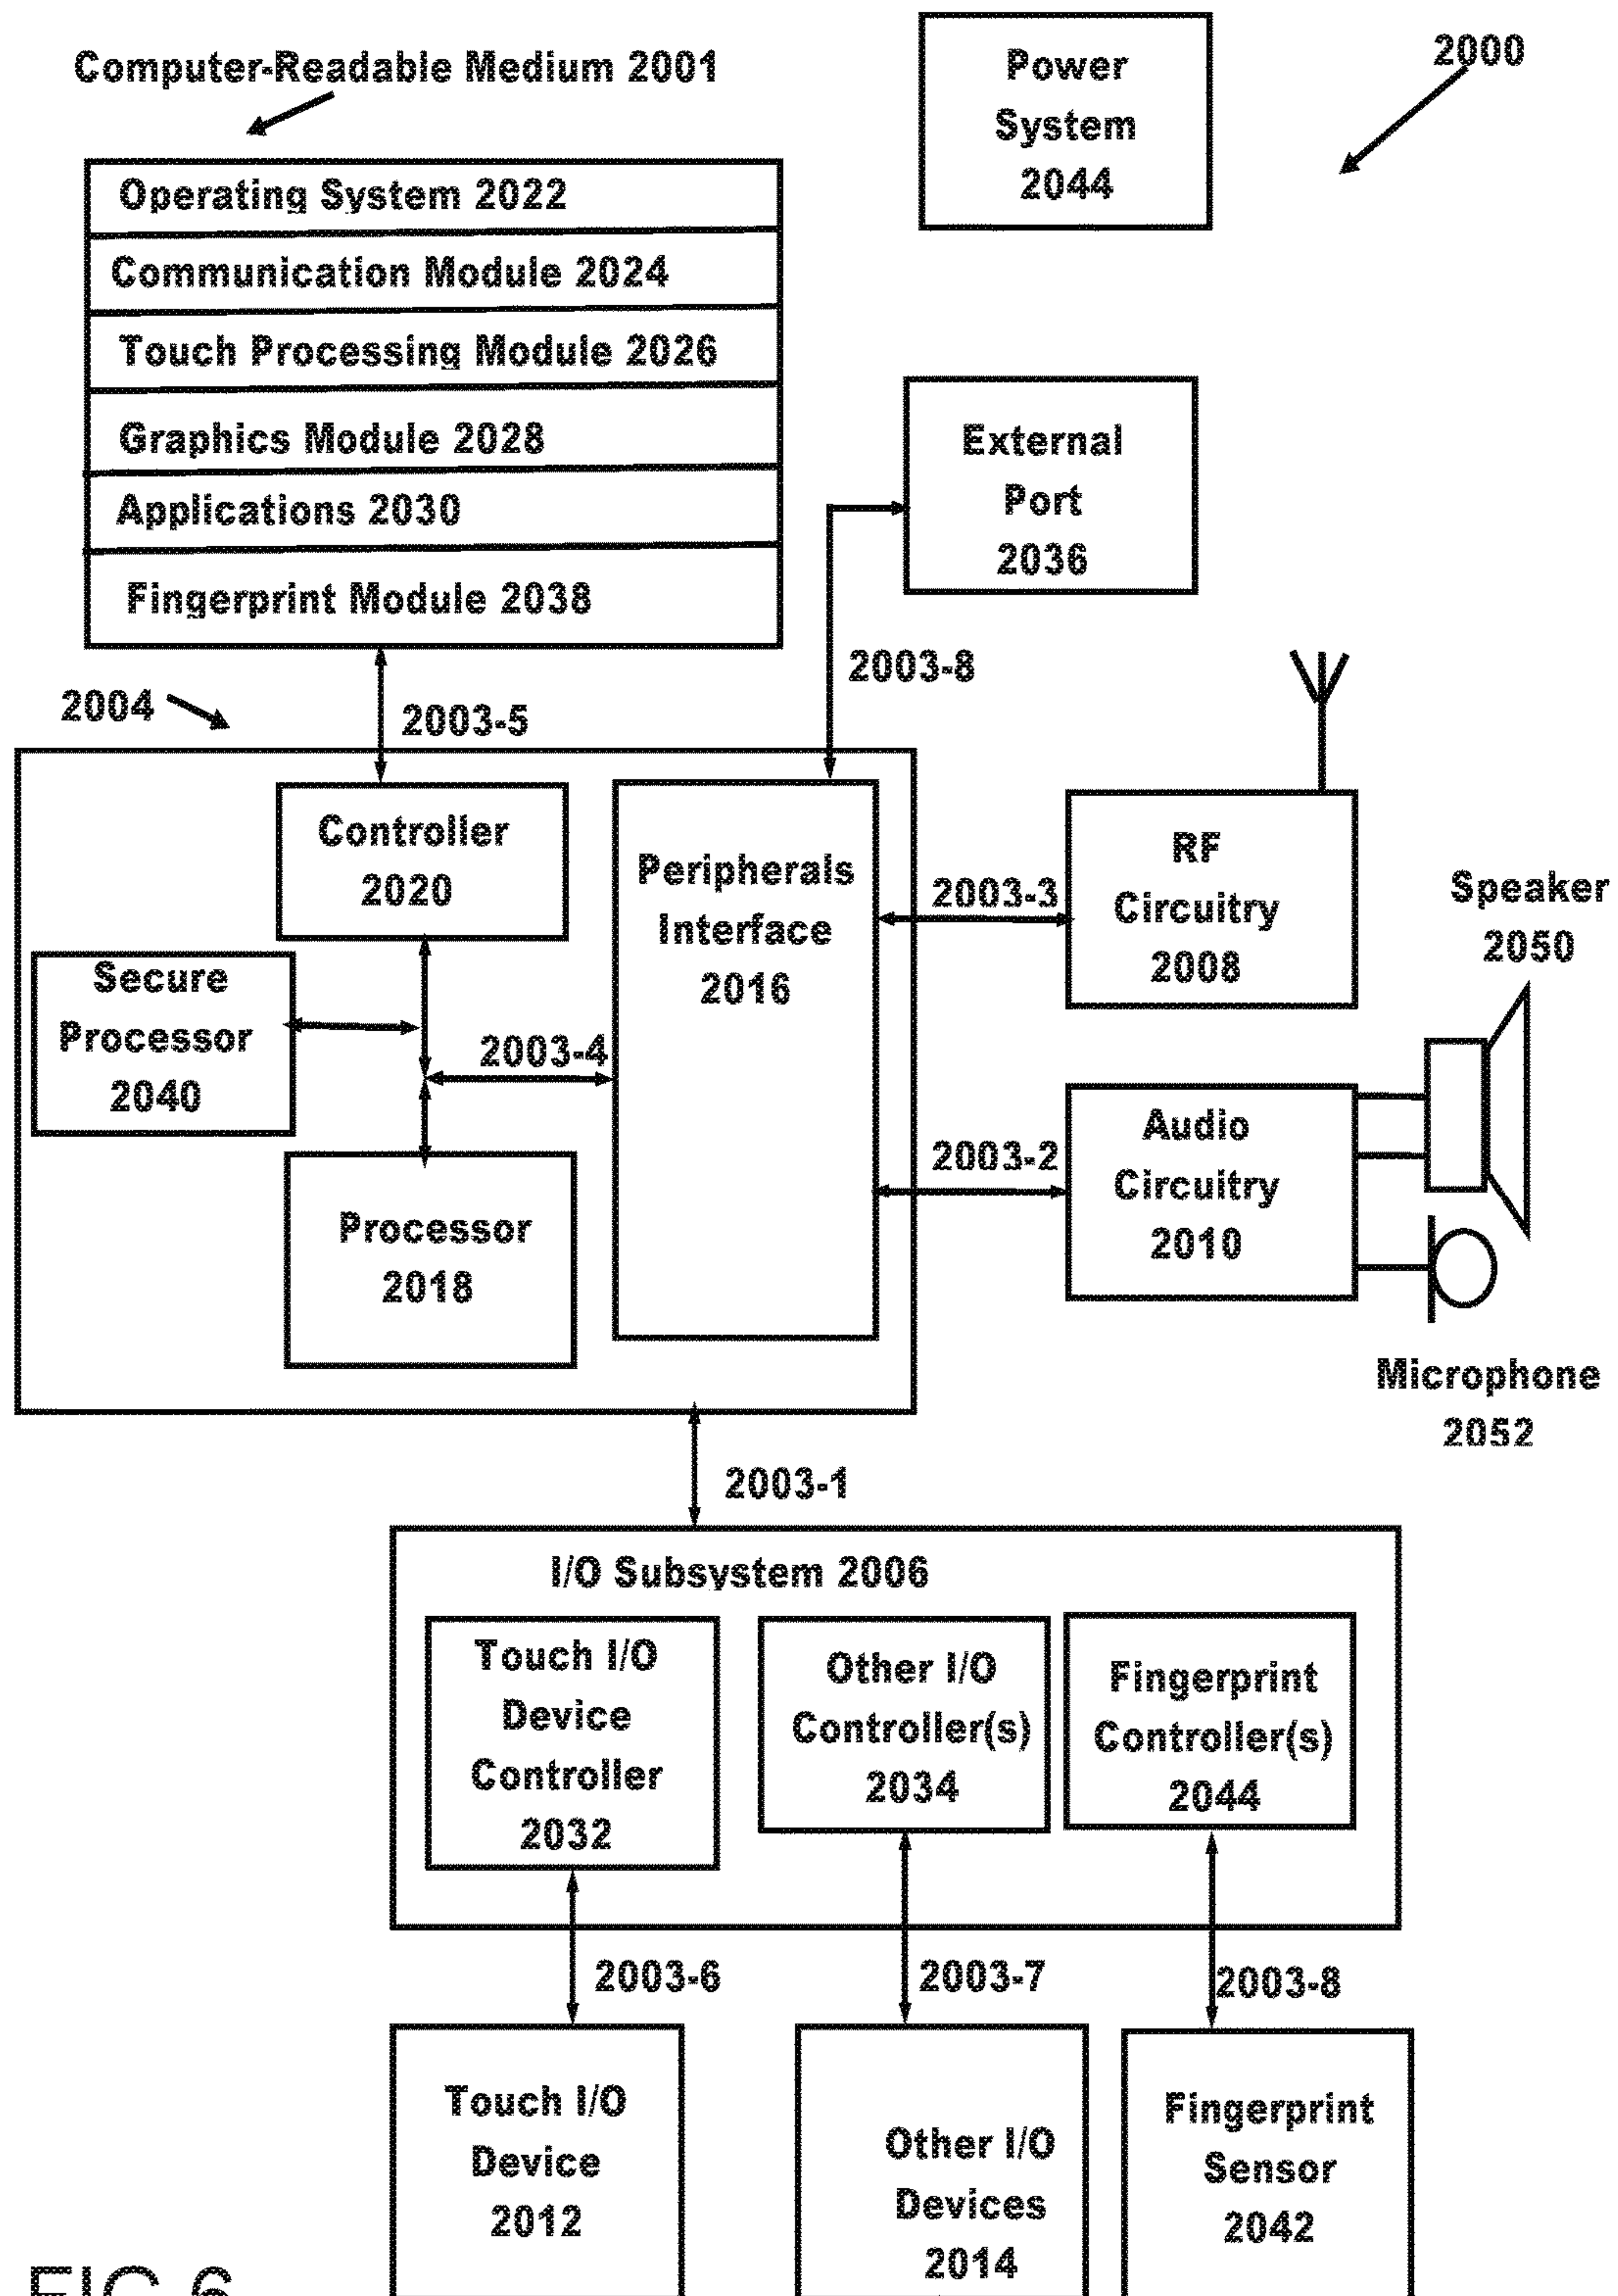 Computer-Readable Medium 2001
Power
System
2044
2000
Operating System 2022
Communication Module 2024
Touch Processing Module 2026
Graphics Module 2028
Applications 2030
Fingerprint Module 2038
External
Port
2036
2003-8
2004
2003-5
Controller
2020
Peripherals
Interface
2016
2003-3
RF
Circuitry
2008
Speaker
2050
Secure
Processor
2040
2003-4
2003-2
Audio
Circuitry
2010
Processor
2018
Microphone
2052
2003-1
I/O Subsystem 2006
Touch I/O
Device
Controller
2032
Other I/O
Controller(s)
2034
Fingerprint
Controller(s)
2044
2003-6
2003-7
2003-8
Touch I/O
Device
2012
Other I/O
Devices
2014
Fingerprint
Sensor
2042
FIG 6